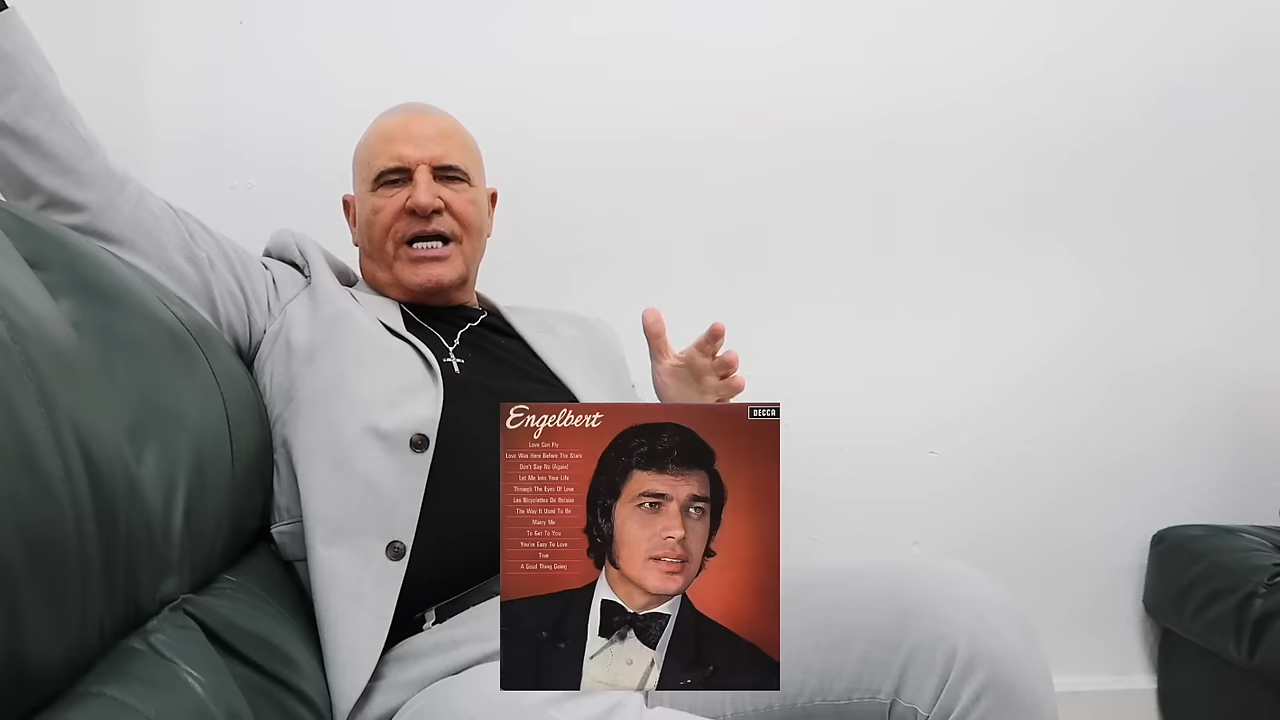 Engelbert
DECCA
Love Can Fly
Love Was Here Before The Stars
Don't Say No (Again)
Let Me Into Your Life
Through The Eyes Of Love
Les Bicyclettes De Belsize
The Way It Used To Be
Marry Me
To Get To You
You're Easy To Love
True
A Good Thing Going